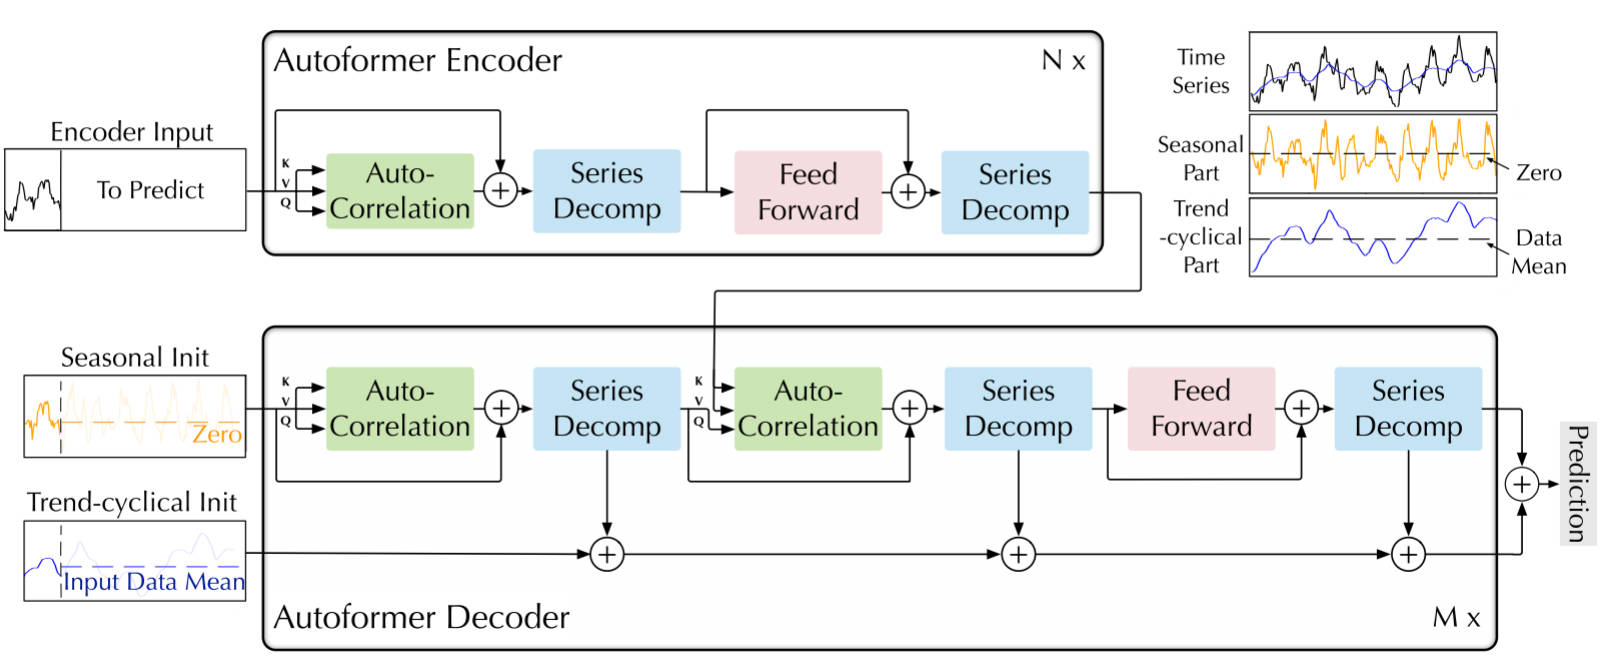 Autoformer Encoder
N x
Encoder Input
To Predict
K
V
Q
Auto-
Correlation
+
Series
Decomp
Feed
Forward
+
Series
Decomp
Time
Series
Seasonal
Part
Zero
Trend
-cyclical
Part
Data
Mean
Seasonal Init
Zero
K
V
Q
Auto-
Correlation
+
Series
Decomp
K
V
Q
Auto-
Correlation
+
Series
Decomp
Feed
Forward
+
Series
Decomp
+
Prediction
Trend-cyclical Init
Input Data Mean
+
+
+
Autoformer Decoder
M x